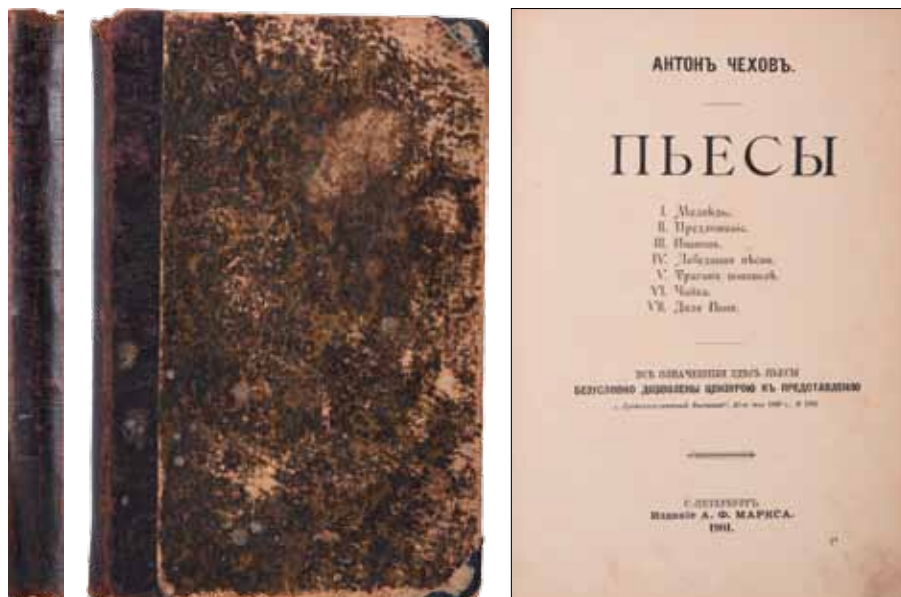 АНТОНЪ ЧЕХОВЪ.
ПЬЕСЫ
I. Медвѣдь.
II. Предложеніе.
III. Ивановъ.
IV. Лебединая пѣсня.
V. Трагикъ поневолѣ.
VI. Чайка.
VII. Дядя Ваня.
ВСѢ ОЗНАЧЕННЫЯ ЗДѢСЬ ПЬЕСЫ
БЕЗУСЛОВНО ДОЗВОЛЕНЫ ЦЕНЗУРОЮ КЪ ПРЕДСТАВЛЕНІЮ
С.-ПЕТЕРБУРГЪ.
Изданіе А. Ф. МАРКСА.
1901.